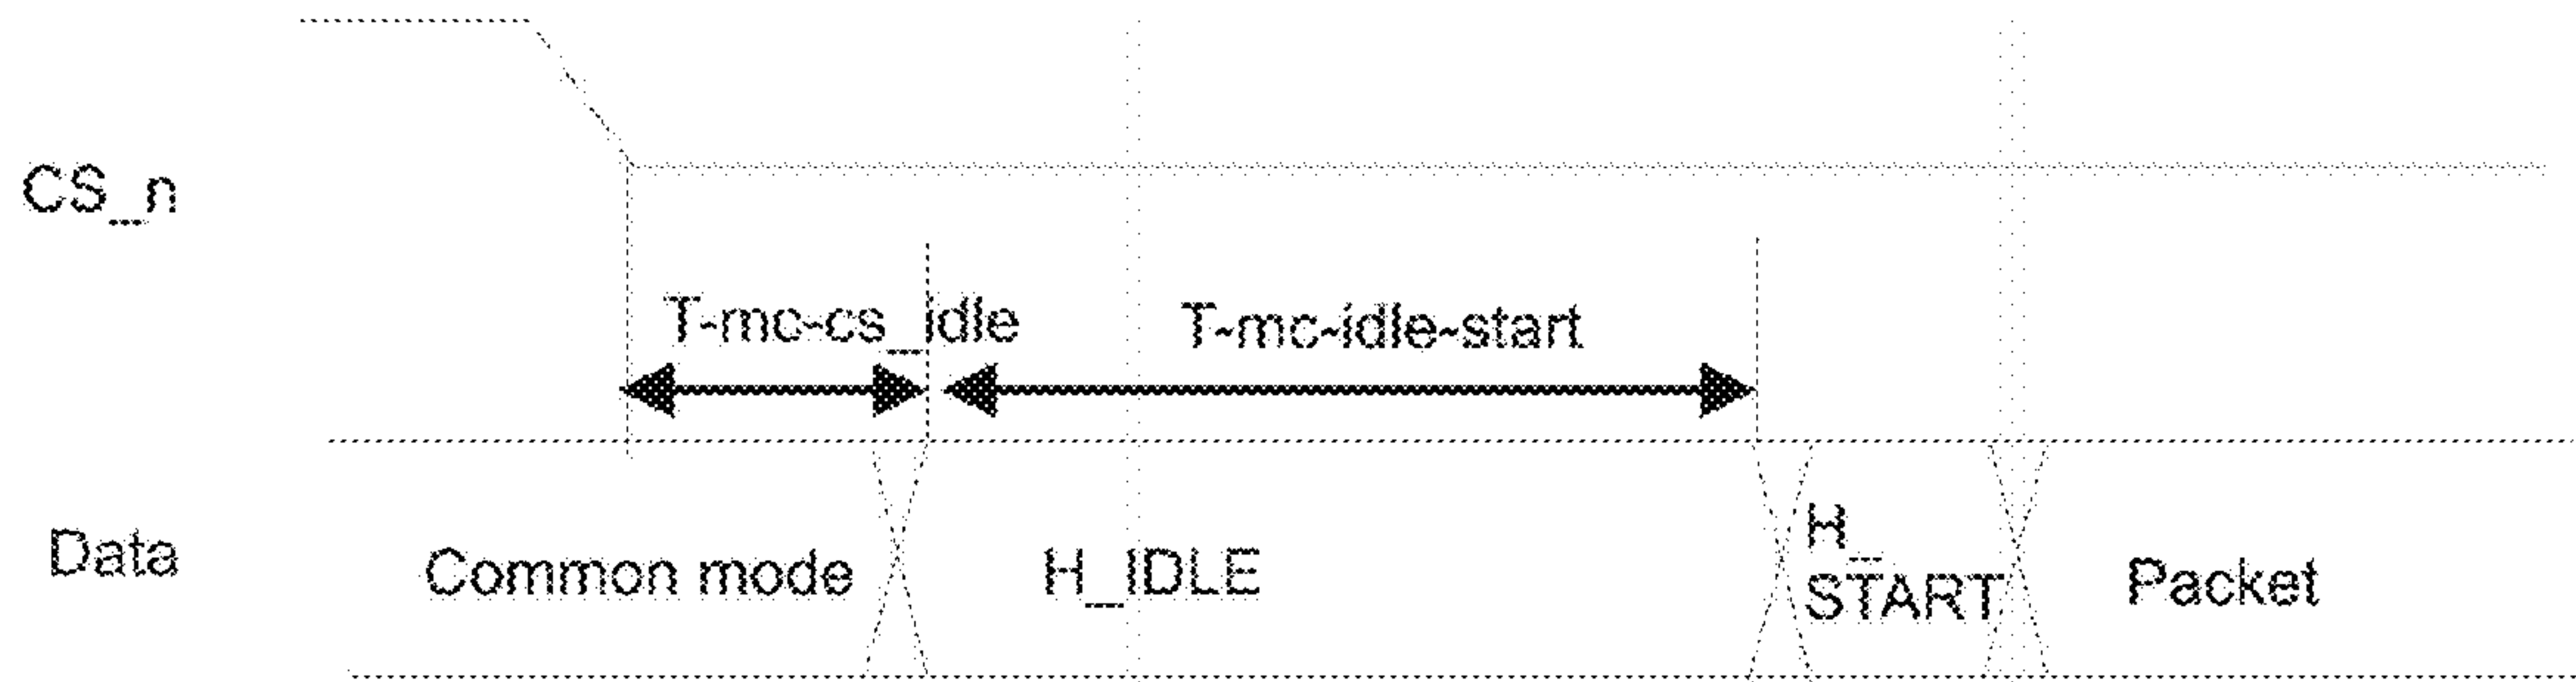 CS_n
T-mc-cs_idle
T-mc-idle-start
Data
Common mode
H_IDLE
H_
START
Packet